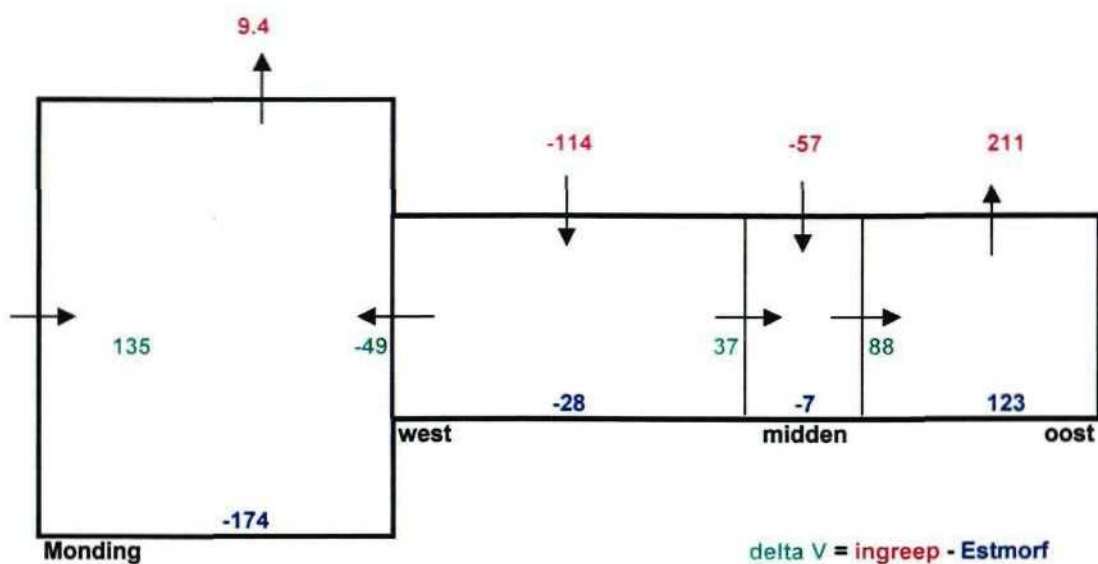 9.4
-114 -57 211
135 -49 37 88
-28 -7 123
west midden oost
-174
Monding
delta V = ingreep - Estmorf